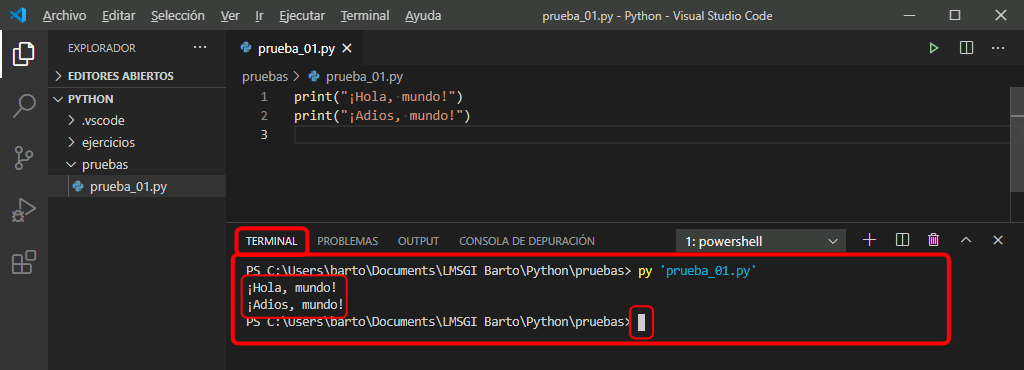 Archivo Editar Selección Ver Ir Ejecutar Terminal Ayuda prueba_01.py - Python - Visual Studio Code
EXPLORADOR
prueba_01.py
EDITORES ABIERTOS
PYTHON
.vscode
ejercicios
pruebas
prueba_01.py
pruebas > prueba_01.py
1 print("¡Hola, mundo!")
2 print("¡Adios, mundo!")
3
TERMINAL PROBLEMAS OUTPUT CONSOLA DE DEPURACIÓN 1: powershell
PS C:\Users\barto\Documents\LMSGI Barto\Python\pruebas> py 'prueba_01.py'
¡Hola, mundo!
¡Adios, mundo!
PS C:\Users\barto\Documents\LMSGI Barto\Python\pruebas>